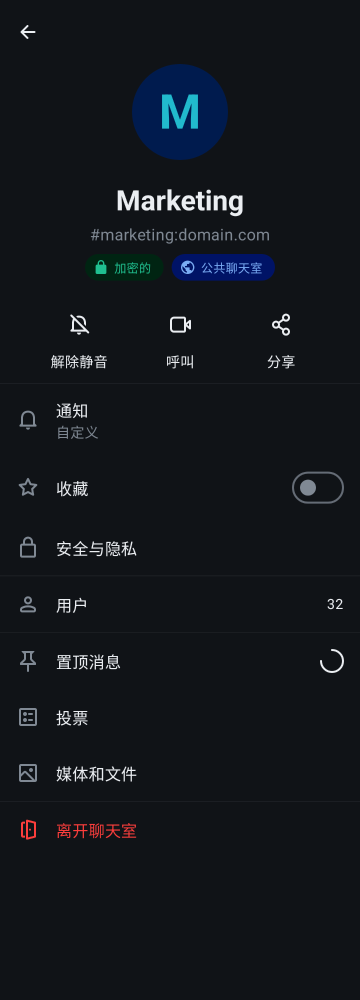 M
Marketing
#marketing:domain.com
加密的 公共聊天室
解除静音 呼叫 分享
通知
自定义
收藏
安全与隐私
用户 32
置顶消息
投票
媒体和文件
离开聊天室